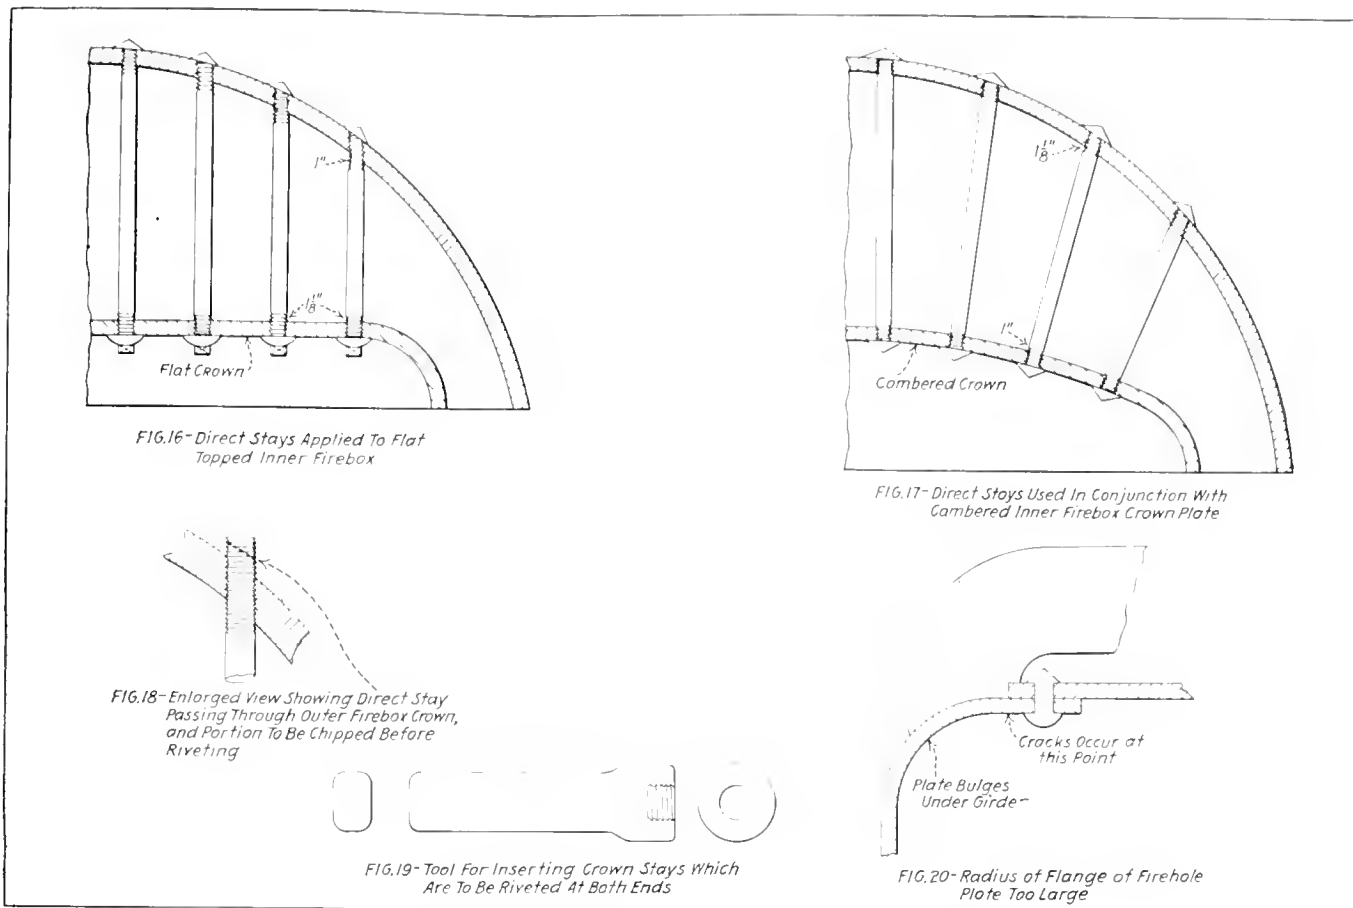 1"
1 1/8"
Flat Crown
FIG.16-Direct Stays Applied To Flat
Topped Inner Firebox
1 1/8"
1"
Cambered Crown
FIG.17-Direct Stays Used In Conjunction With
Cambered Inner Firebox Crown Plate
FIG.18-Enlarged View Showing Direct Stay
Passing Through Outer Firebox Crown,
and Portion To Be Chipped Before
Riveting
FIG.19-Tool For Inserting Crown Stays Which
Are To Be Riveted At Both Ends
Cracks Occur at
this Point
Plate Bulges
Under Girde-
FIG.20-Radius of Flange of Firehole
Plate Too Large